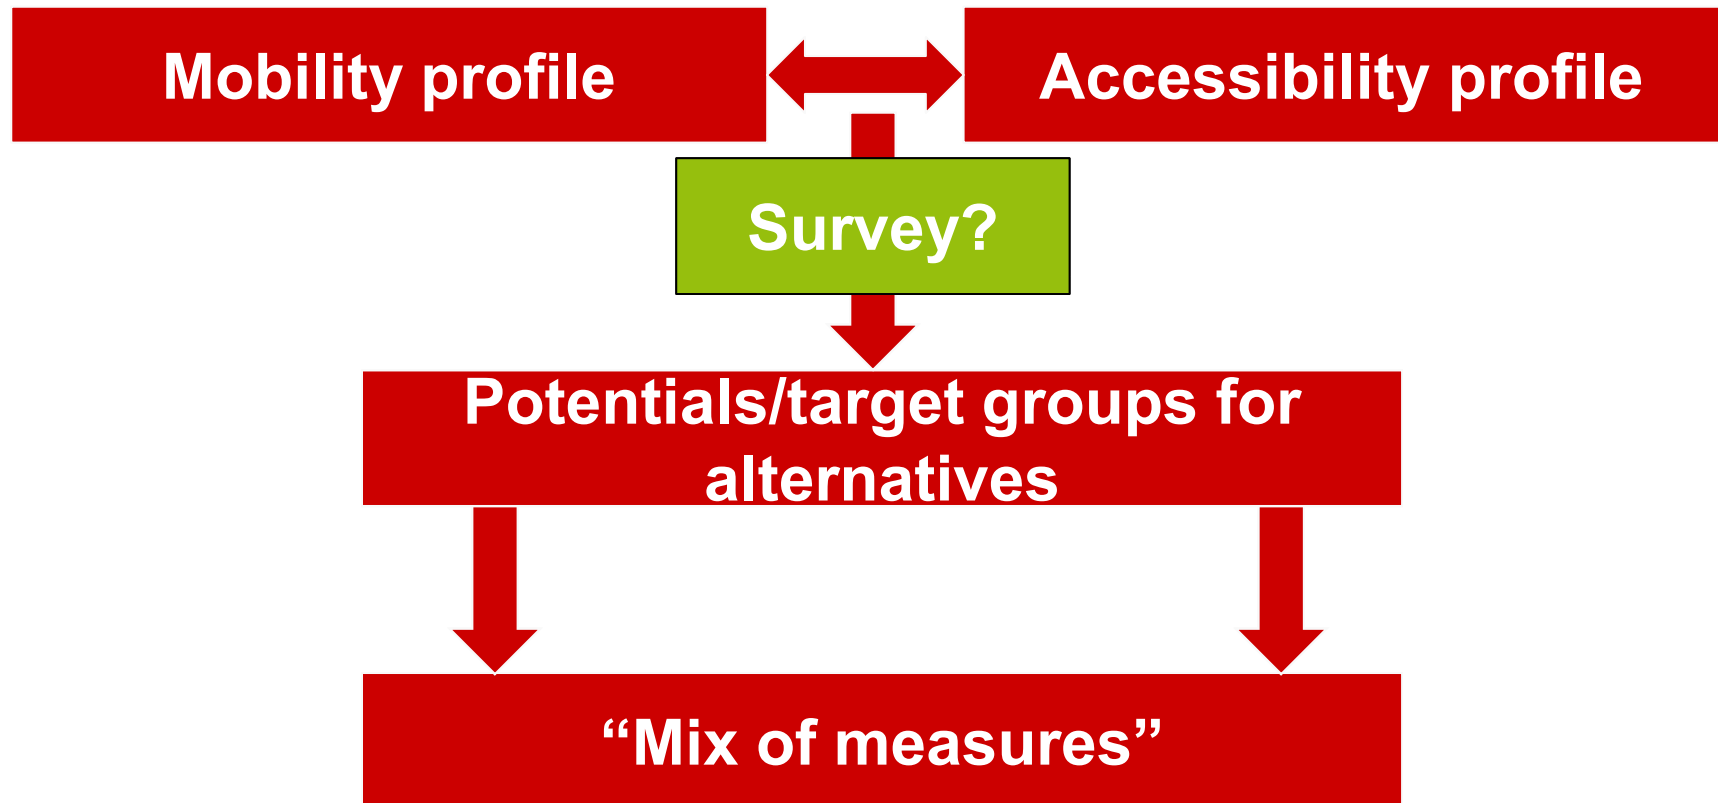 Mobility profile
Accessibility profile
Survey?
Potentials/target groups for
alternatives
“Mix of measures”